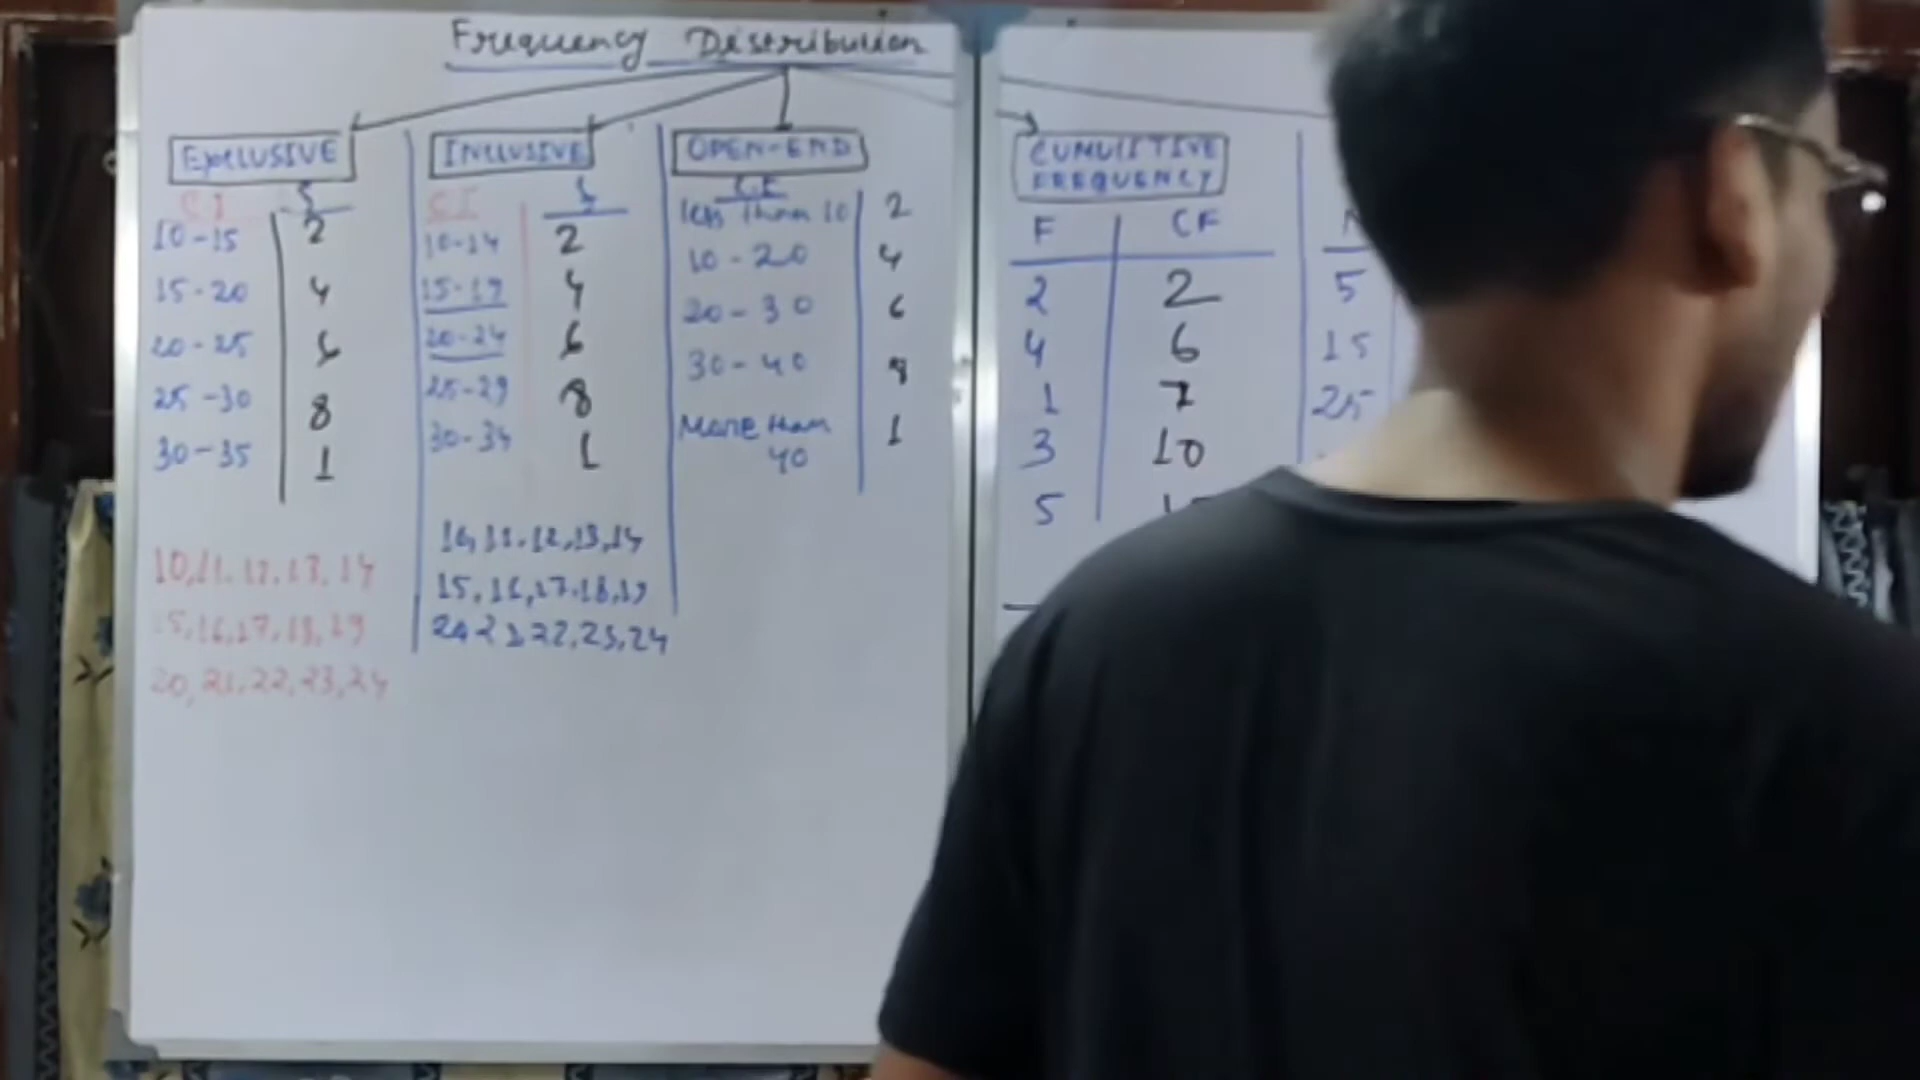 Frequency Distribution
EXCLUSIVE
CI f
10-15 2
15-20 4
20-25 6
25-30 8
30-35 1
10,11,12,13,14
15,16,17,18,19
20,21,22,23,24
INCLUSIVE
CI f
10-14 2
15-19 4
20-24 6
25-29 8
30-34 1
10,11,12,13,14
15,16,17,18,19
20,21,22,23,24
OPEN-END
less than 10 2
10-20 4
20-30 6
30-40 8
More than 1
40
CUMULITIVE
FREQUENCY
F CF
2 2
4 6
1 7
3 10
5
5
15
25